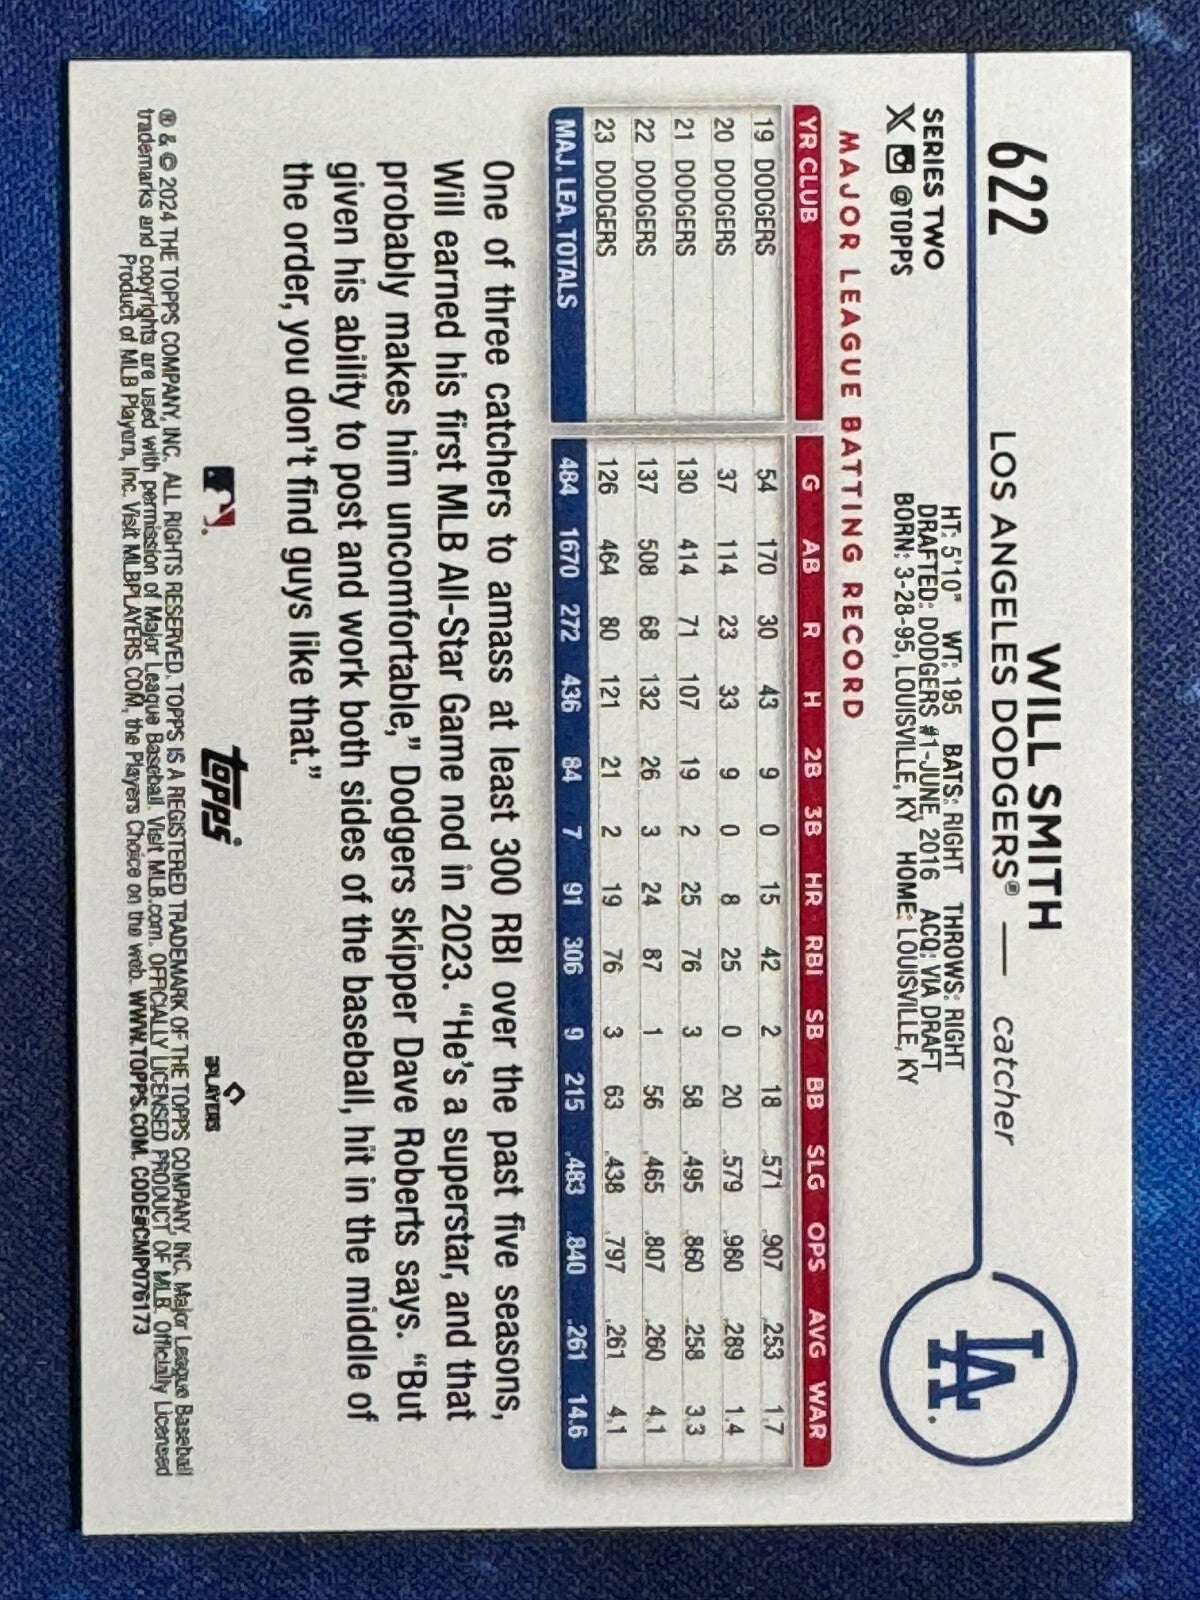 622
WILL SMITH
LOS ANGELES DODGERS® — catcher
LA
SERIES TWO
X @TOPPS
HT: 5'10" WT: 195 BATS: RIGHT THROWS: RIGHT
DRAFTED: DODGERS #1-JUNE, 2016 ACQ: VIA DRAFT
BORN: 3-28-95, LOUISVILLE, KY HOME: LOUISVILLE, KY
MAJOR LEAGUE BATTING RECORD
YR CLUB G AB R H 2B 3B HR RBI SB BB SLG OPS AVG WAR
19 DODGERS 54 170 30 43 9 0 15 42 2 18 .571 .907 .253 1.7
20 DODGERS 37 114 23 33 9 0 8 25 0 20 .579 .980 .289 1.4
21 DODGERS 130 414 71 107 19 2 25 76 3 58 .495 .860 .258 3.3
22 DODGERS 137 508 68 132 26 3 24 87 1 56 .465 .807 .260 4.1
23 DODGERS 126 464 80 121 21 2 19 76 3 63 .438 .797 .261 4.1
MAJ. LEA. TOTALS 484 1670 272 436 84 7 91 306 9 215 .483 .840 .261 14.6
One of three catchers to amass at least 300 RBI over the past five seasons,
Will earned his first MLB All-Star Game nod in 2023. “He’s a superstar, and that
probably makes him uncomfortable,” Dodgers skipper Dave Roberts says. “But
given his ability to post and work both sides of the baseball, hit in the middle of
the order, you don’t find guys like that.”
topps®
PLAYERS
® & © 2024 THE TOPPS COMPANY, INC. ALL RIGHTS RESERVED. TOPPS IS A REGISTERED TRADEMARK OF THE TOPPS COMPANY, INC. Major League Baseball
trademarks and copyrights are used with permission of Major League Baseball. Visit MLB.com. OFFICIALLY LICENSED PRODUCT OF MLB. Officially Licensed
Product of MLB Players, Inc. Visit MLBPLAYERS.COM, the Players Choice on the web. WWW.TOPPS.COM. CODE#CMP076173